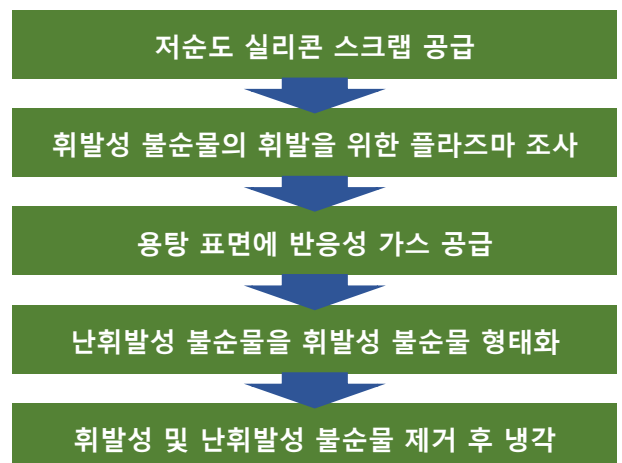 저순도 실리콘 스크랩 공급
휘발성 불순물의 휘발을 위한 플라즈마 조사
용탕 표면에 반응성 가스 공급
난휘발성 불순물을 휘발성 불순물 형태화
휘발성 및 난휘발성 불순물 제거 후 냉각